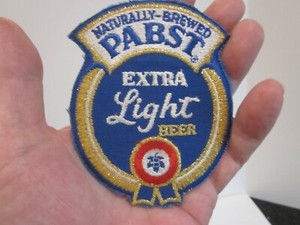 NATURALLY-BREWED
PABST®
EXTRA
Light
BEER